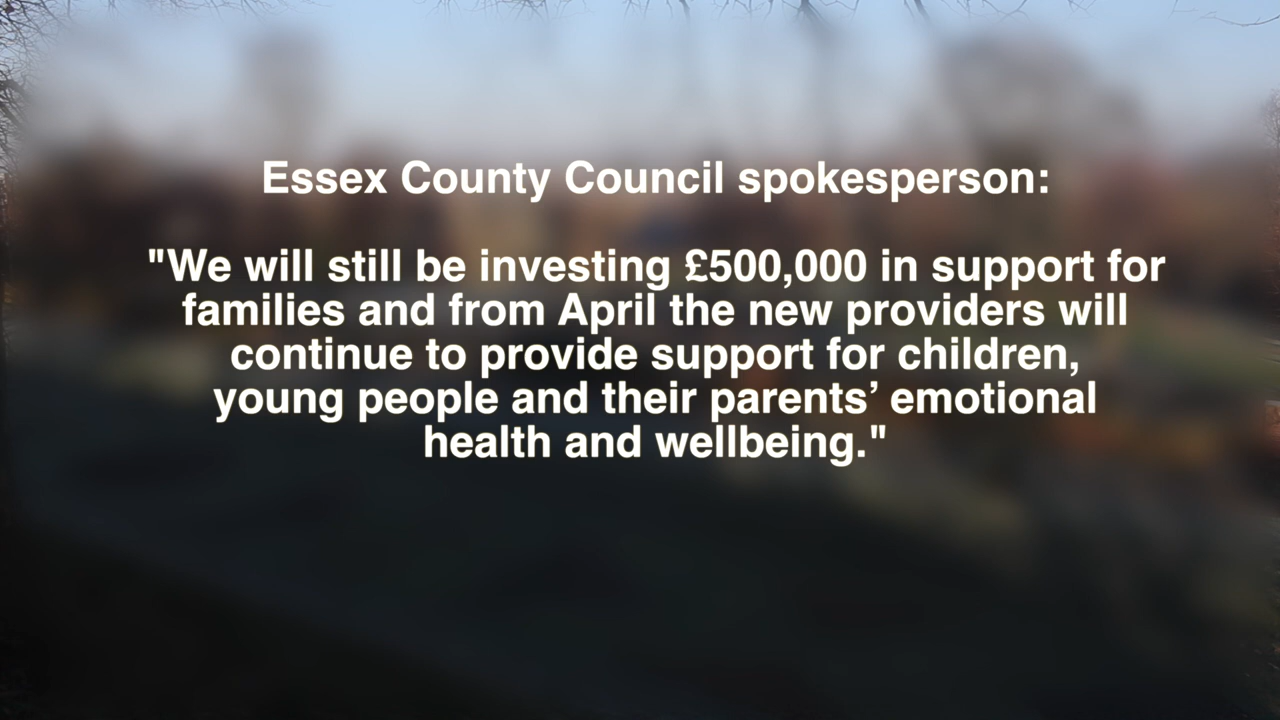 Essex County Council spokesperson:
"We will still be investing £500,000 in support for
families and from April the new providers will
continue to provide support for children,
young people and their parents’ emotional
health and wellbeing."